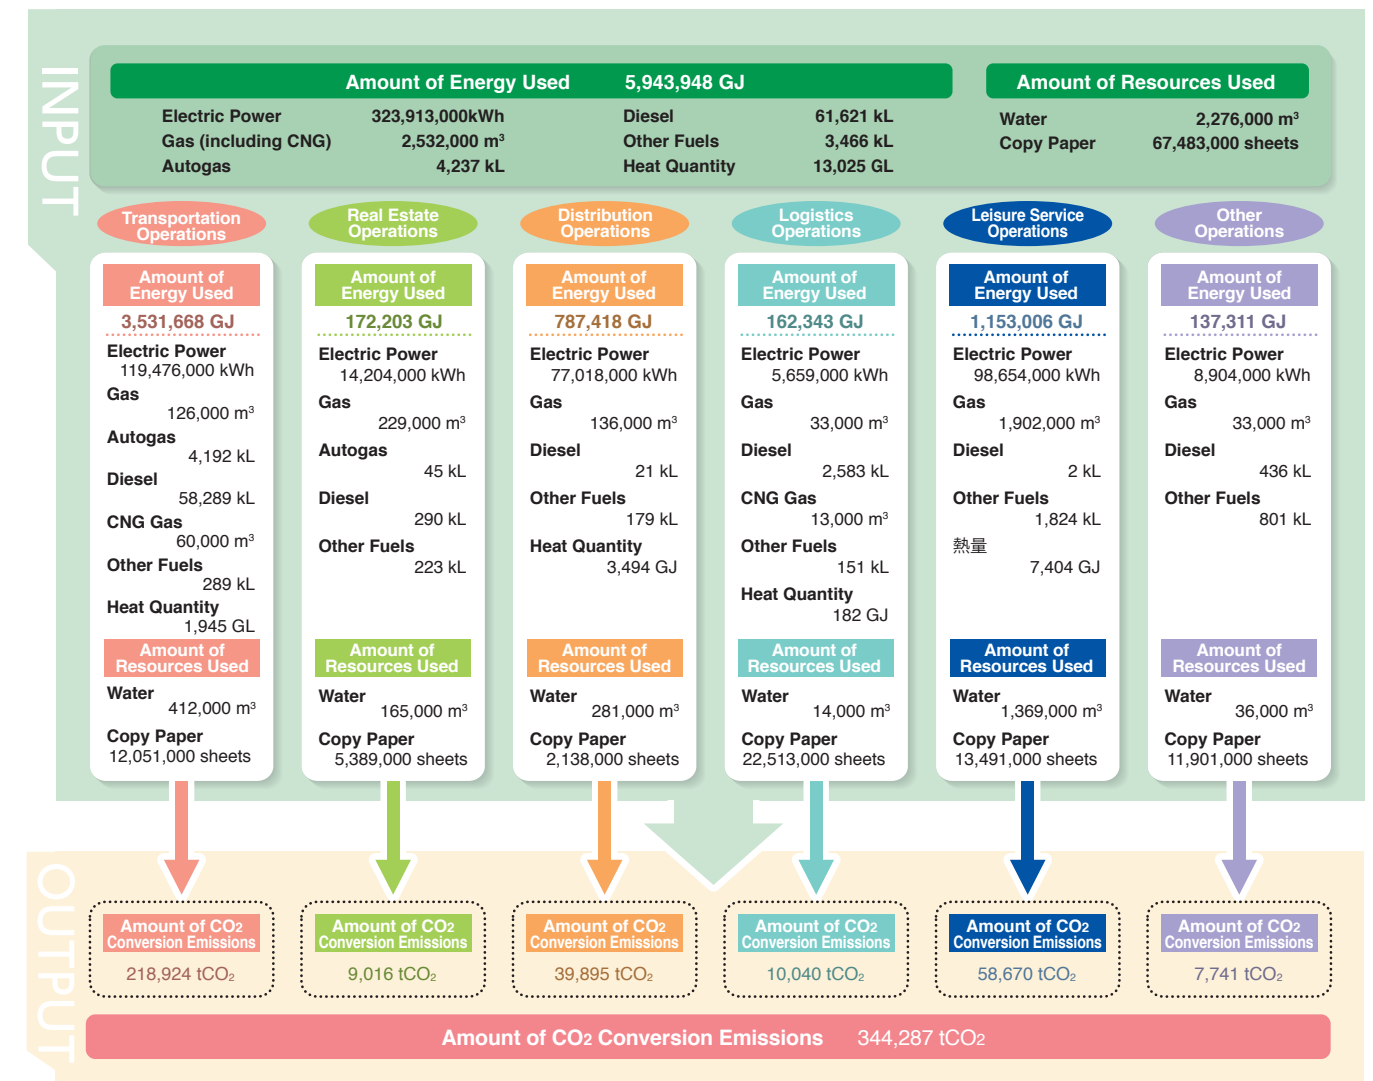 INPUT
Amount of Energy Used 5,943,948 GJ
Electric Power 323,913,000kWh
Gas (including CNG) 2,532,000 m³
Autogas 4,237 kL
Diesel 61,621 kL
Other Fuels 3,466 kL
Heat Quantity 13,025 GL
Amount of Resources Used
Water 2,276,000 m³
Copy Paper 67,483,000 sheets
Transportation
Operations
Amount of
Energy Used
3,531,668 GJ
Electric Power
119,476,000 kWh
Gas
126,000 m³
Autogas
4,192 kL
Diesel
58,289 kL
CNG Gas
60,000 m³
Other Fuels
289 kL
Heat Quantity
1,945 GL
Amount of
Resources Used
Water
412,000 m³
Copy Paper
12,051,000 sheets
Real Estate
Operations
Amount of
Energy Used
172,203 GJ
Electric Power
14,204,000 kWh
Gas
229,000 m³
Autogas
45 kL
Diesel
290 kL
Other Fuels
223 kL
Amount of
Resources Used
Water
165,000 m³
Copy Paper
5,389,000 sheets
Distribution
Operations
Amount of
Energy Used
787,418 GJ
Electric Power
77,018,000 kWh
Gas
136,000 m³
Diesel
21 kL
Other Fuels
179 kL
Heat Quantity
3,494 GJ
Amount of
Resources Used
Water
281,000 m³
Copy Paper
2,138,000 sheets
Logistics
Operations
Amount of
Energy Used
162,343 GJ
Electric Power
5,659,000 kWh
Gas
33,000 m³
Diesel
2,583 kL
CNG Gas
13,000 m³
Other Fuels
151 kL
Heat Quantity
182 GJ
Amount of
Resources Used
Water
14,000 m³
Copy Paper
22,513,000 sheets
Leisure Service
Operations
Amount of
Energy Used
1,153,006 GJ
Electric Power
98,654,000 kWh
Gas
1,902,000 m³
Diesel
2 kL
Other Fuels
1,824 kL
熱量
7,404 GJ
Amount of
Resources Used
Water
1,369,000 m³
Copy Paper
13,491,000 sheets
Other
Operations
Amount of
Energy Used
137,311 GJ
Electric Power
8,904,000 kWh
Gas
33,000 m³
Diesel
436 kL
Other Fuels
801 kL
Amount of
Resources Used
Water
36,000 m³
Copy Paper
11,901,000 sheets
OUTPUT
Amount of CO₂
Conversion Emissions
218,924 tCO₂
Amount of CO₂
Conversion Emissions
9,016 tCO₂
Amount of CO₂
Conversion Emissions
39,895 tCO₂
Amount of CO₂
Conversion Emissions
10,040 tCO₂
Amount of CO₂
Conversion Emissions
58,670 tCO₂
Amount of CO₂
Conversion Emissions
7,741 tCO₂
Amount of CO₂ Conversion Emissions 344,287 tCO₂